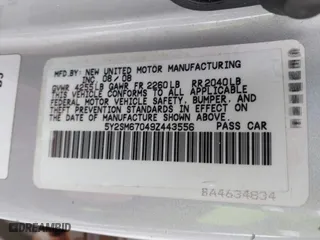 MFD.BY: NEW UNITED MOTOR MANUFACTURING
INC 08/08
GVWR 4255LB GAWR FR 2260LB RR 2040LB
THIS VEHICLE CONFORMS TO ALL APPLICABLE
FEDERAL MOTOR VEHICLE SAFETY, BUMPER, AND
THEFT PREVENTION STANDARDS IN EFFECT ON
THE DATE OF MANUFACTURE SHOWN ABOVE.
5Y2SM67049Z443556 PASS CAR
BA4634834
DREAMBID